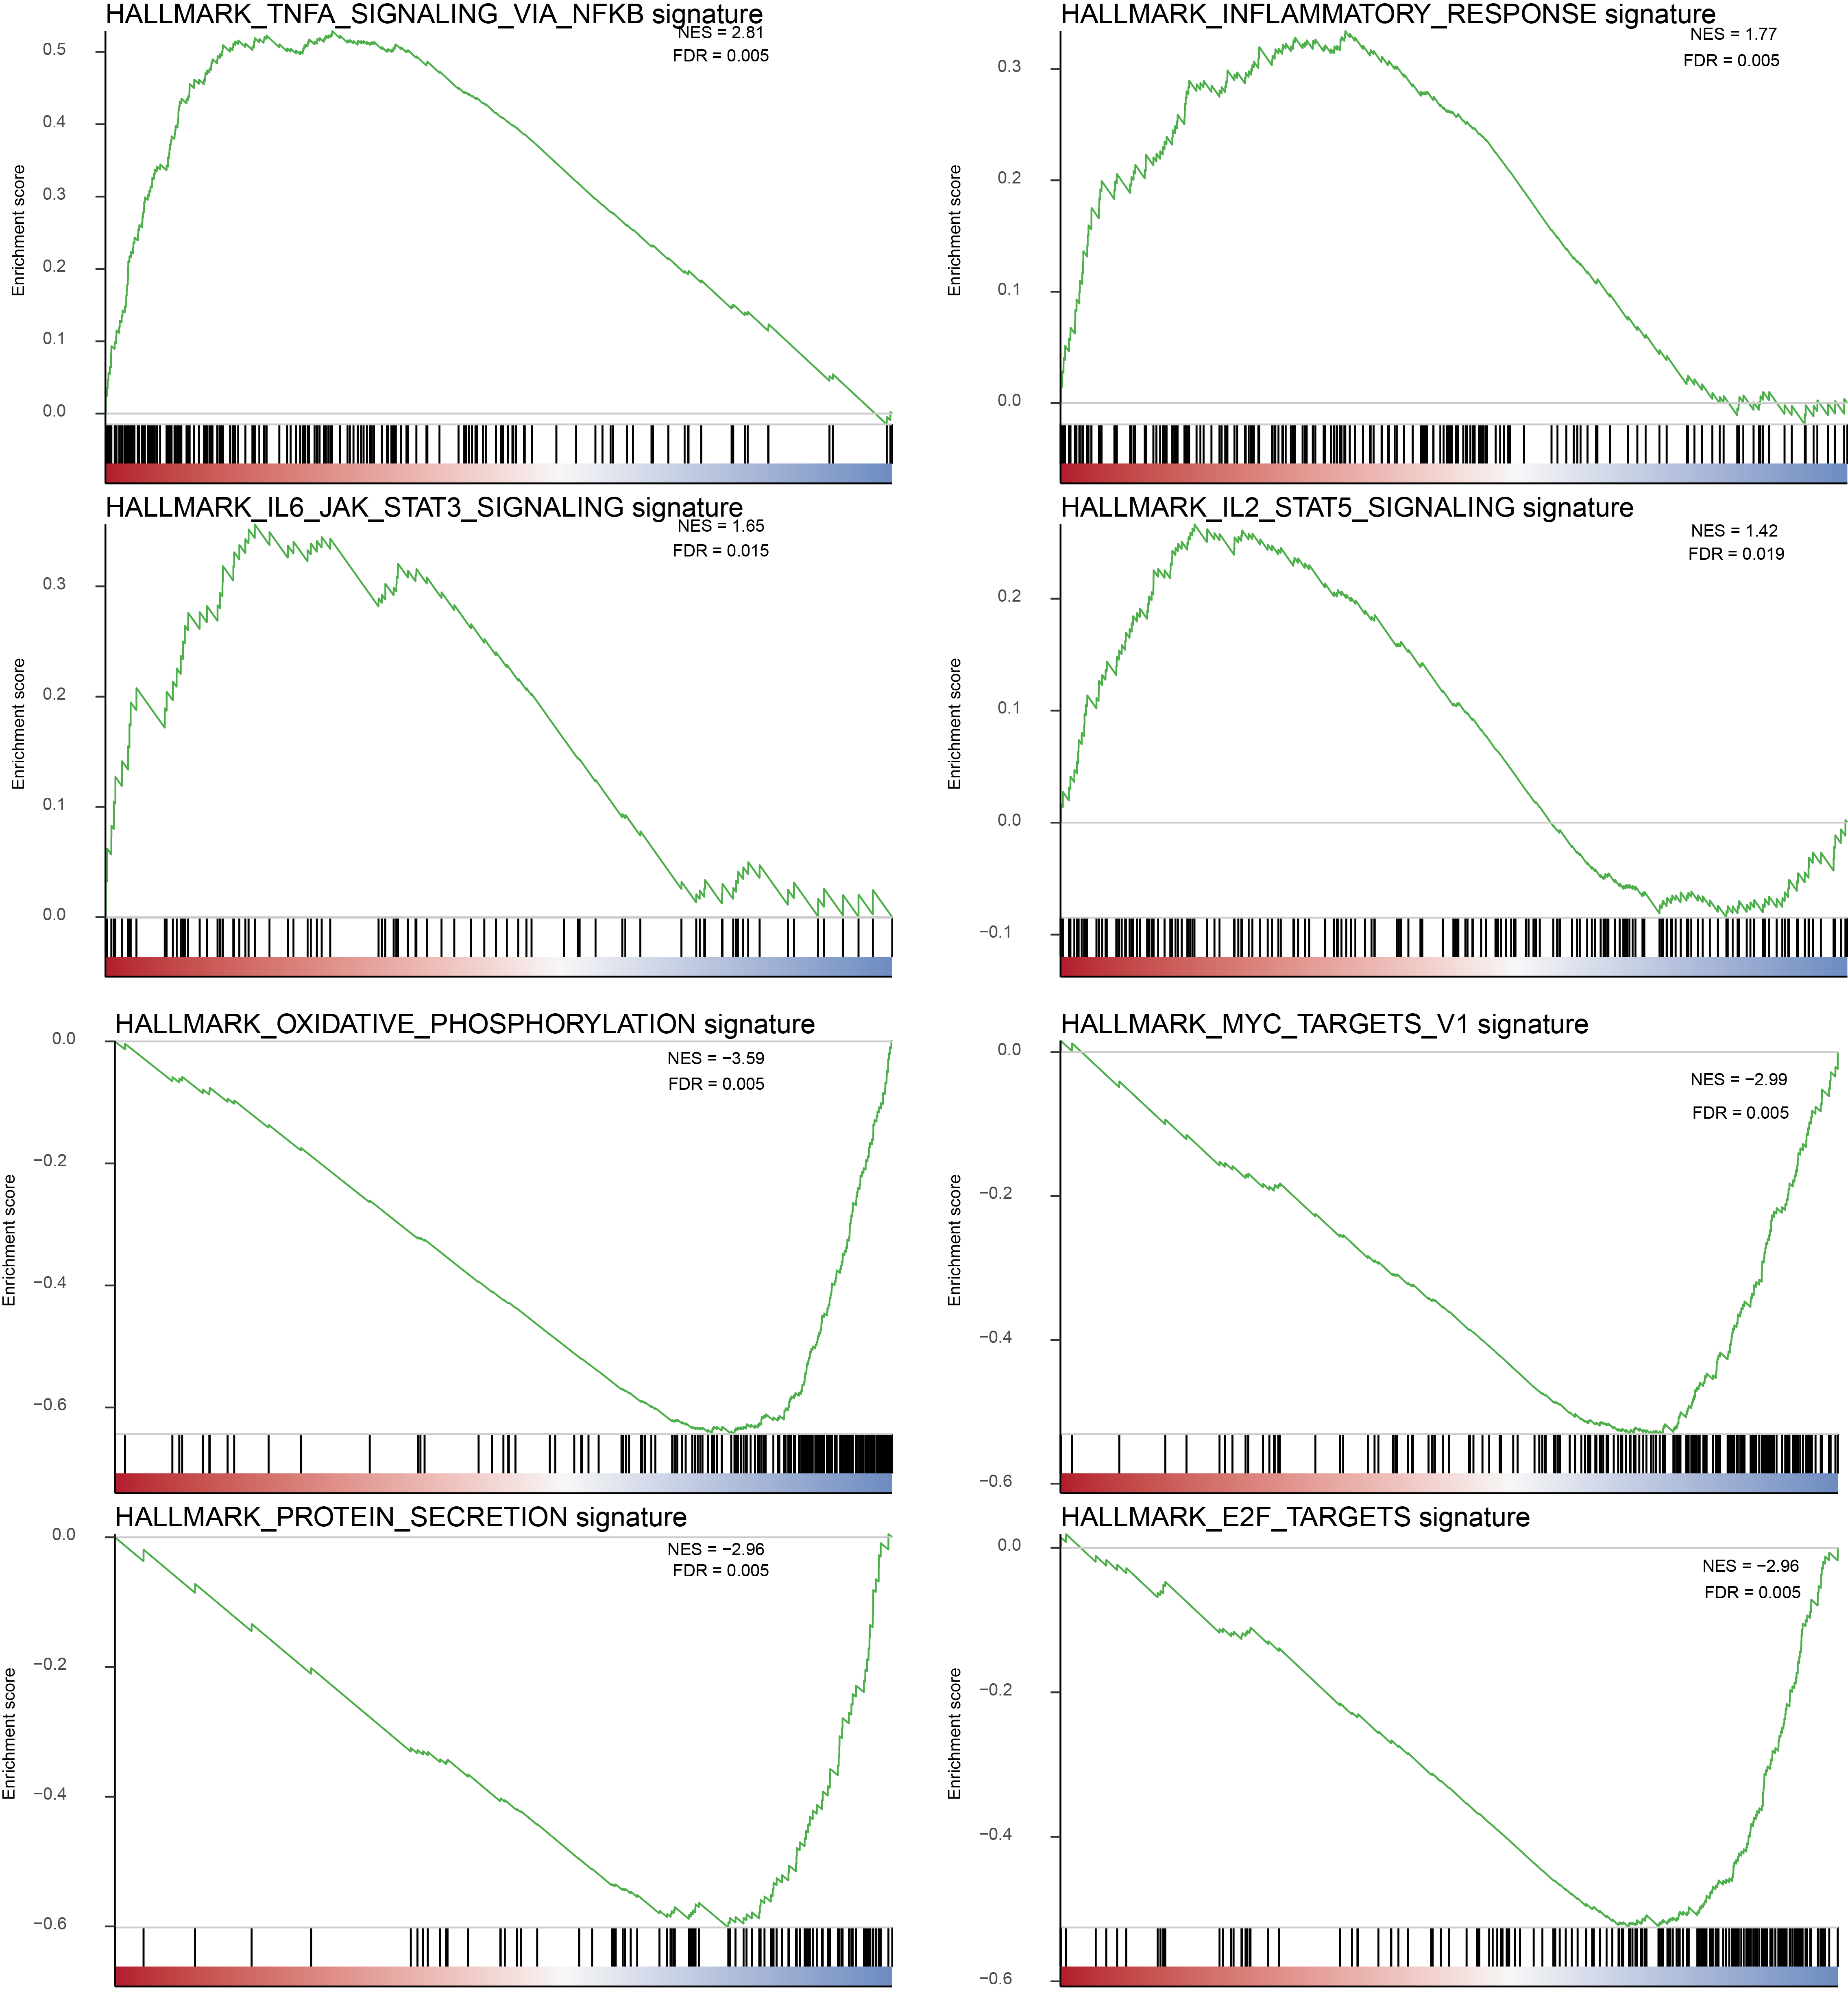 HALLMARK_TNFA_SIGNALING_VIA_NFKB signature
NES = 2.81
FDR = 0.005
Enrichment score
0.5
0.4
0.3
0.2
0.1
0.0
HALLMARK_INFLAMMATORY_RESPONSE signature
NES = 1.77
FDR = 0.005
Enrichment score
0.3
0.2
0.1
0.0
HALLMARK_IL6_JAK_STAT3_SIGNALING signature
NES = 1.65
FDR = 0.015
Enrichment score
0.3
0.2
0.1
0.0
HALLMARK_IL2_STAT5_SIGNALING signature
NES = 1.42
FDR = 0.019
Enrichment score
0.2
0.1
0.0
−0.1
HALLMARK_OXIDATIVE_PHOSPHORYLATION signature
NES = −3.59
FDR = 0.005
Enrichment score
0.0
−0.2
−0.4
−0.6
HALLMARK_MYC_TARGETS_V1 signature
NES = −2.99
FDR = 0.005
Enrichment score
0.0
−0.2
−0.4
−0.6
HALLMARK_PROTEIN_SECRETION signature
NES = −2.96
FDR = 0.005
Enrichment score
0.0
−0.2
−0.4
−0.6
HALLMARK_E2F_TARGETS signature
NES = −2.96
FDR = 0.005
Enrichment score
0.0
−0.2
−0.4
−0.6